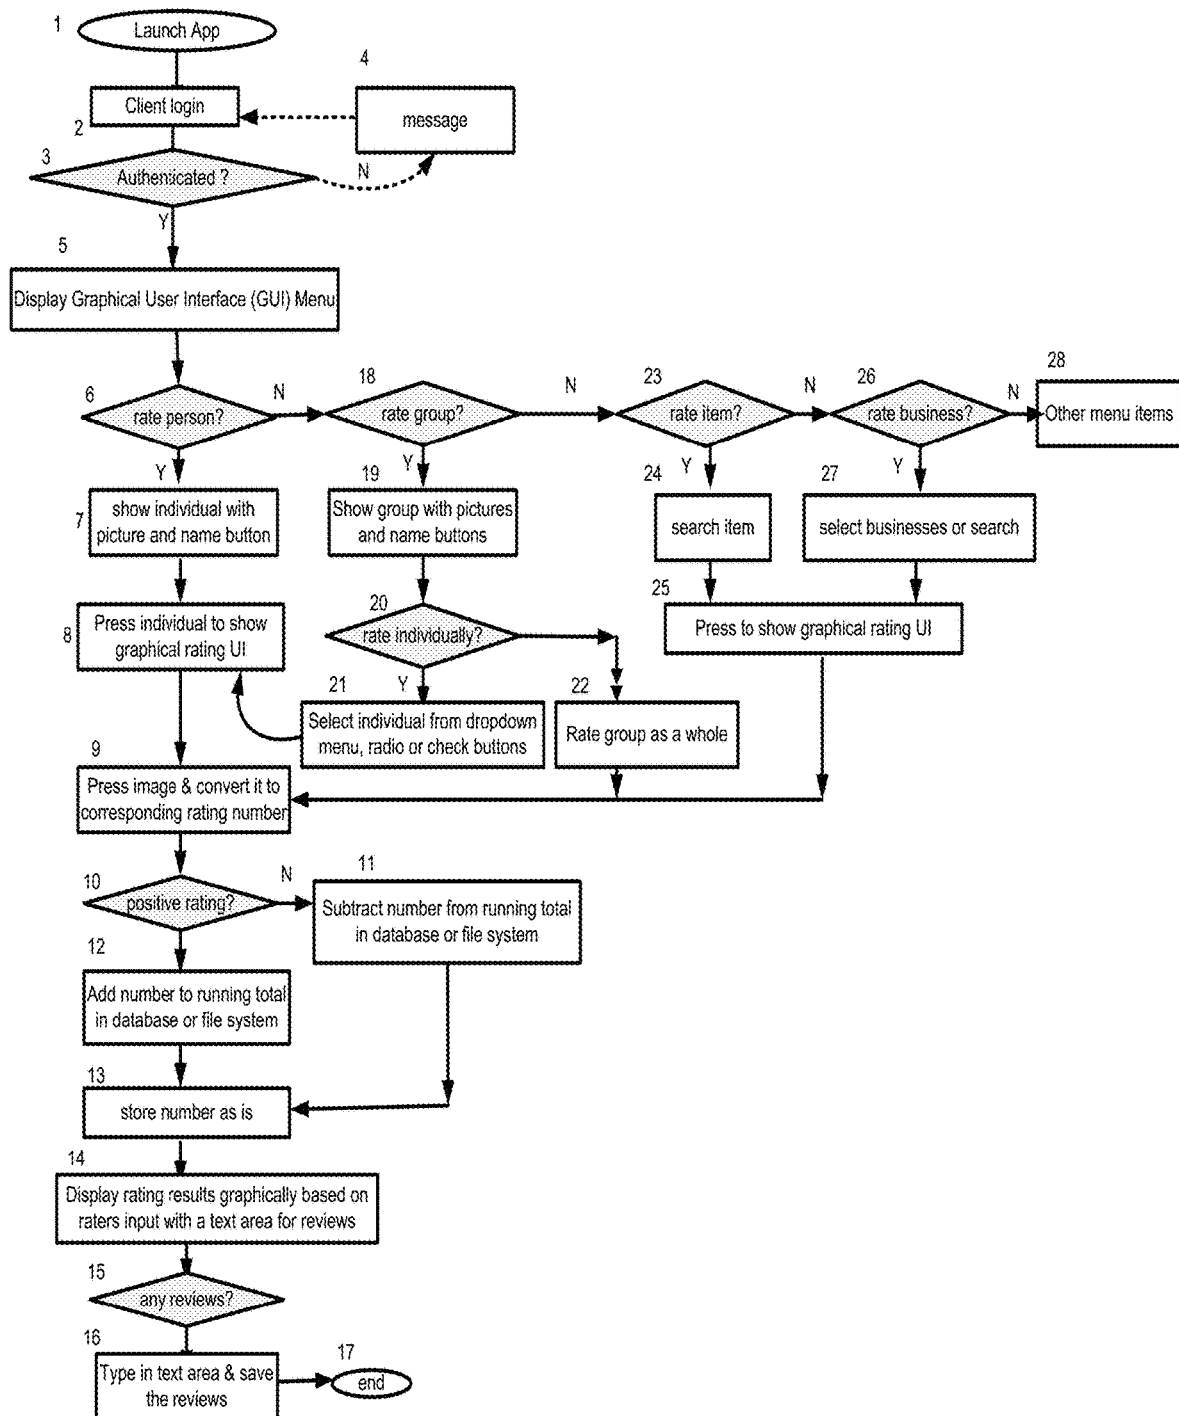 1
Launch App
4
Client login
message
2
3
Authenticated ?
N
Y
5
Display Graphical User Interface (GUI) Menu
6
rate person?
N
18
rate group?
N
23
rate item?
N
26
rate business?
N
28
Other menu items
Y
Y
Y
Y
7
show individual with
picture and name button
19
Show group with pictures
and name buttons
24
search item
27
select businesses or search
8
Press individual to show
graphical rating UI
20
rate individually?
25
Press to show graphical rating UI
Y
21
Select individual from dropdown
menu, radio or check buttons
22
Rate group as a whole
9
Press image & convert it to
corresponding rating number
10
positive rating?
N
11
Subtract number from running total
in database or file system
12
Add number to running total
in database or file system
13
store number as is
14
Display rating results graphically based on
raters input with a text area for reviews
15
any reviews?
16
Type in text area & save
the reviews
17
end